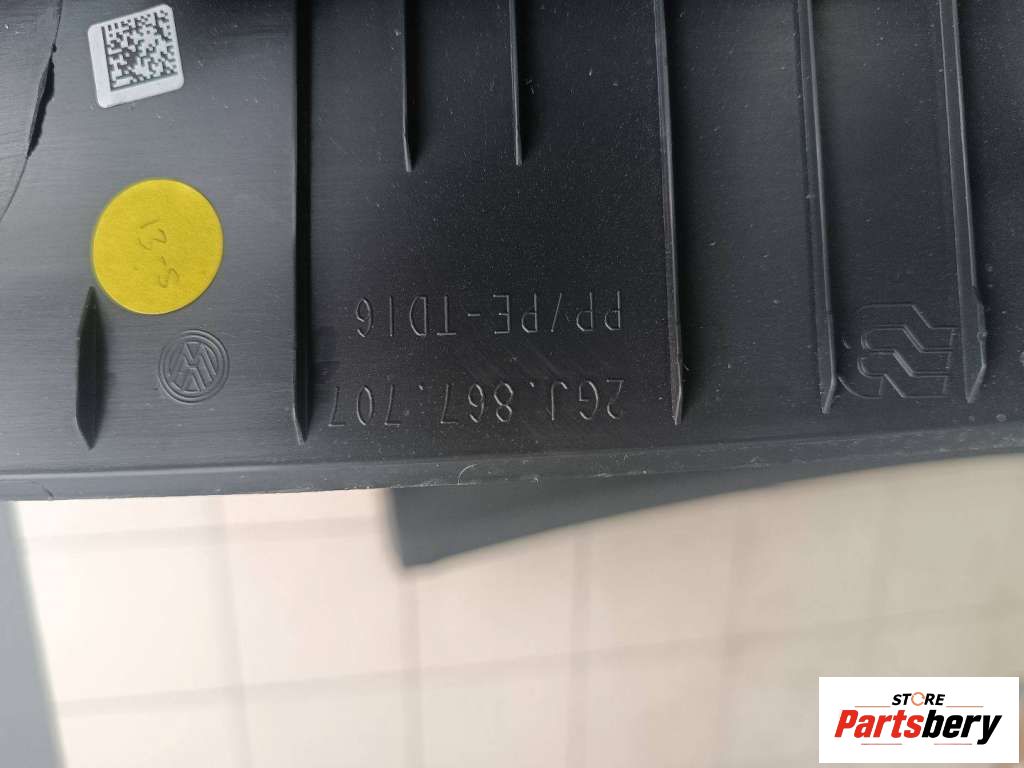 2GJ.867.707
PP/PE-TD16
STORE
Partsbery